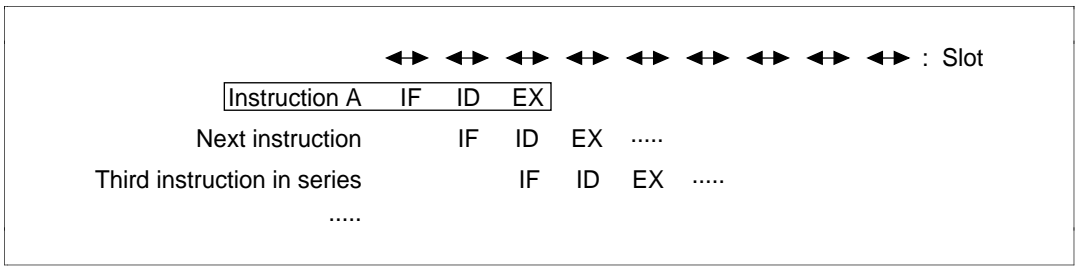 : Slot
Instruction A IF ID EX
Next instruction IF ID EX .....
Third instruction in series IF ID EX .....
.....